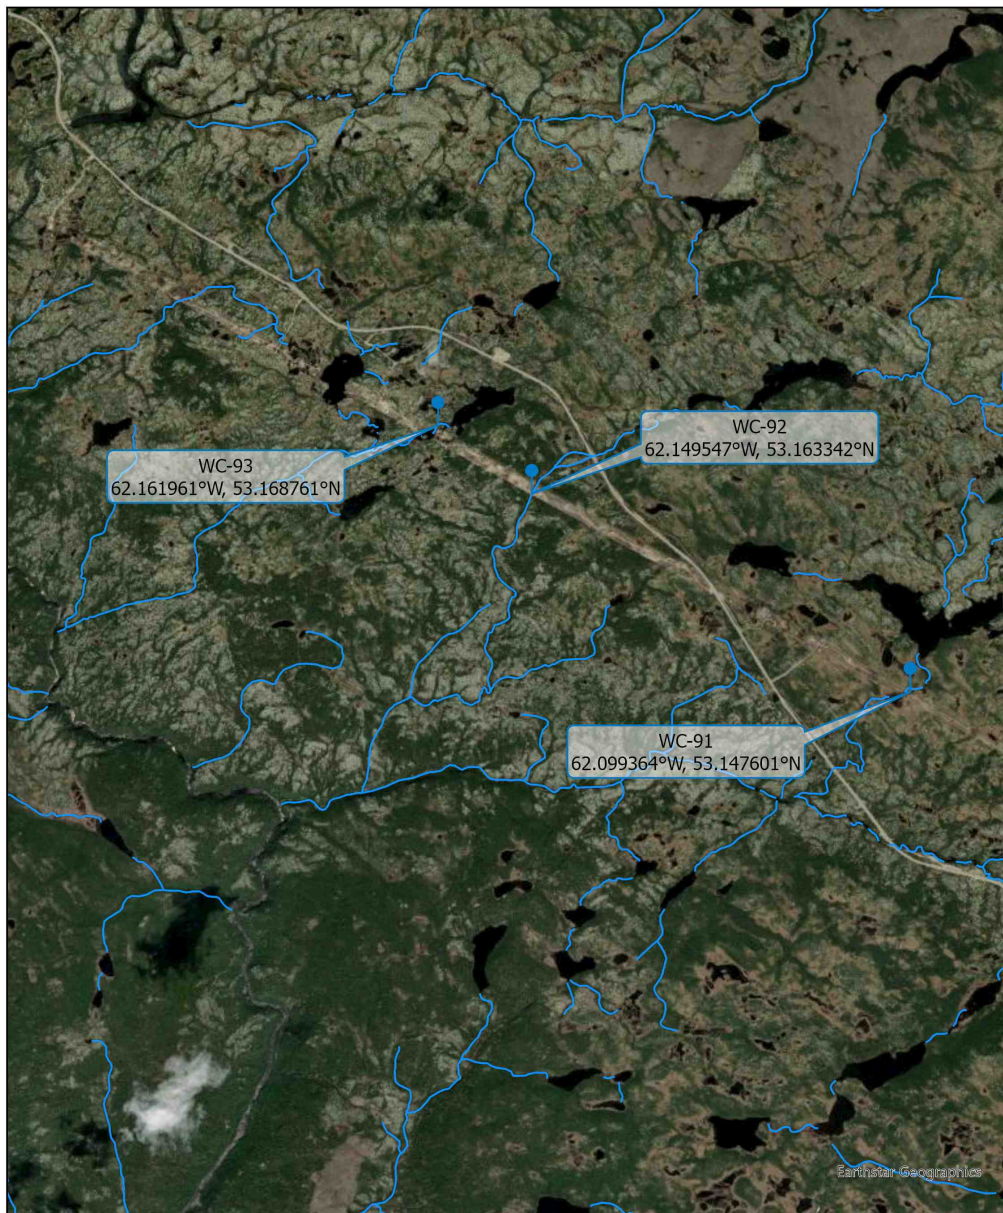 WC-92
62.149547°W, 53.163342°N
WC-93
62.161961°W, 53.168761°N
WC-91
62.099364°W, 53.147601°N
Earthstar Geographics